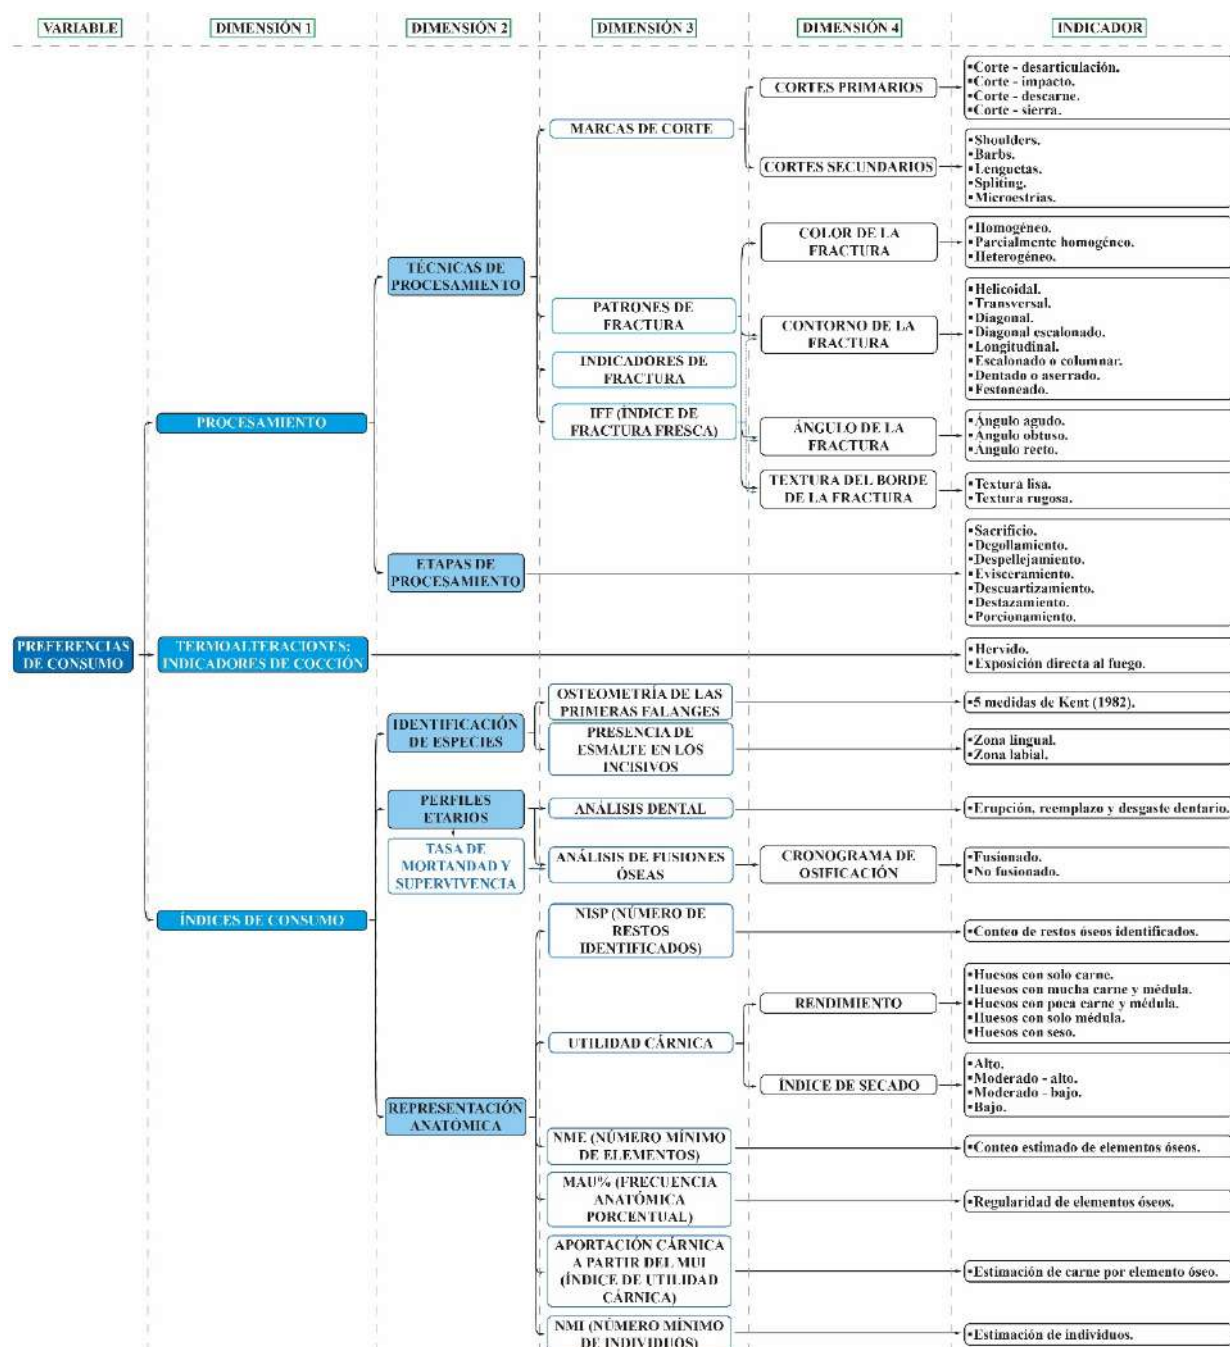 VARIABLE
DIMENSIÓN 1
DIMENSIÓN 2
DIMENSIÓN 3
DIMENSIÓN 4
INDICADOR
PREFERENCIAS
DE CONSUMO
PROCESAMIENTO
TÉCNICAS DE
PROCESAMIENTO
MARCAS DE CORTE
CORTES PRIMARIOS
▪Corte - desarticulación.
▪Corte - impacto.
▪Corte - descarne.
▪Corte - sierra.
CORTES SECUNDARIOS
▪Shoulders.
▪Barbs.
▪Lenguetas.
▪Spliting.
▪Microestrias.
PATRONES DE
FRACTURA
INDICADORES DE
FRACTURA
IFF (ÍNDICE DE
FRACTURA FRESCA)
COLOR DE LA
FRACTURA
▪Homogéneo.
▪Parcialmente homogéneo.
▪Heterogéneo.
CONTORNO DE LA
FRACTURA
▪Helicoidal.
▪Transversal.
▪Diagonal.
▪Diagonal escalonado.
▪Longitudinal.
▪Escalonado o columnar.
▪Dentado o aserrado.
▪Festoneado.
ÁNGULO DE LA
FRACTURA
▪Ángulo agudo.
▪Ángulo obtuso.
▪Ángulo recto.
TEXTURA DEL BORDE
DE LA FRACTURA
▪Textura lisa.
▪Textura rugosa.
ETAPAS DE
PROCESAMIENTO
▪Sacrificio.
▪Degollamiento.
▪Despellejamiento.
▪Evisceramiento.
▪Descuartizamiento.
▪Destazamiento.
▪Porcionamiento.
TERMOALTERACIONES:
INDICADORES DE COCCIÓN
▪Hervido.
▪Exposición directa al fuego.
ÍNDICES DE CONSUMO
IDENTIFICACIÓN
DE ESPECIES
OSTEOMETRÍA DE LAS
PRIMERAS FALANGES
▪5 medidas de Kent (1982).
PRESENCIA DE
ESMALTE EN LOS
INCISIVOS
▪Zona lingual.
▪Zona labial.
PERFILES
ETARIOS
TASA DE
MORTANDAD Y
SUPERVIVENCIA
ANÁLISIS DENTAL
▪Erupción, reemplazo y desgaste dentario.
ANÁLISIS DE FUSIONES
ÓSEAS
CRONOGRAMA DE
OSIFICACIÓN
▪Fusionado.
▪No fusionado.
REPRESENTACIÓN
ANATÓMICA
NISP (NÚMERO DE
RESTOS
IDENTIFICADOS)
▪Conteo de restos óseos identificados.
UTILIDAD CÁRNICA
RENDIMIENTO
▪Huesos con solo carne.
▪Huesos con mucha carne y médula.
▪Huesos con poca carne y médula.
▪Huesos con solo médula.
▪Huesos con seso.
ÍNDICE DE SECADO
▪Alto.
▪Moderado - alto.
▪Moderado - bajo.
▪Bajo.
NME (NÚMERO MÍNIMO
DE ELEMENTOS)
▪Conteo estimado de elementos óseos.
MAU% (FRECUENCIA
ANATÓMICA
PORCENTUAL)
▪Regularidad de elementos óseos.
APORTACIÓN CÁRNICA
A PARTIR DEL MUI
(ÍNDICE DE UTILIDAD
CÁRNICA)
▪Estimación de carne por elemento óseo.
NMI (NÚMERO MÍNIMO
DE INDIVIDUOS)
▪Estimación de individuos.